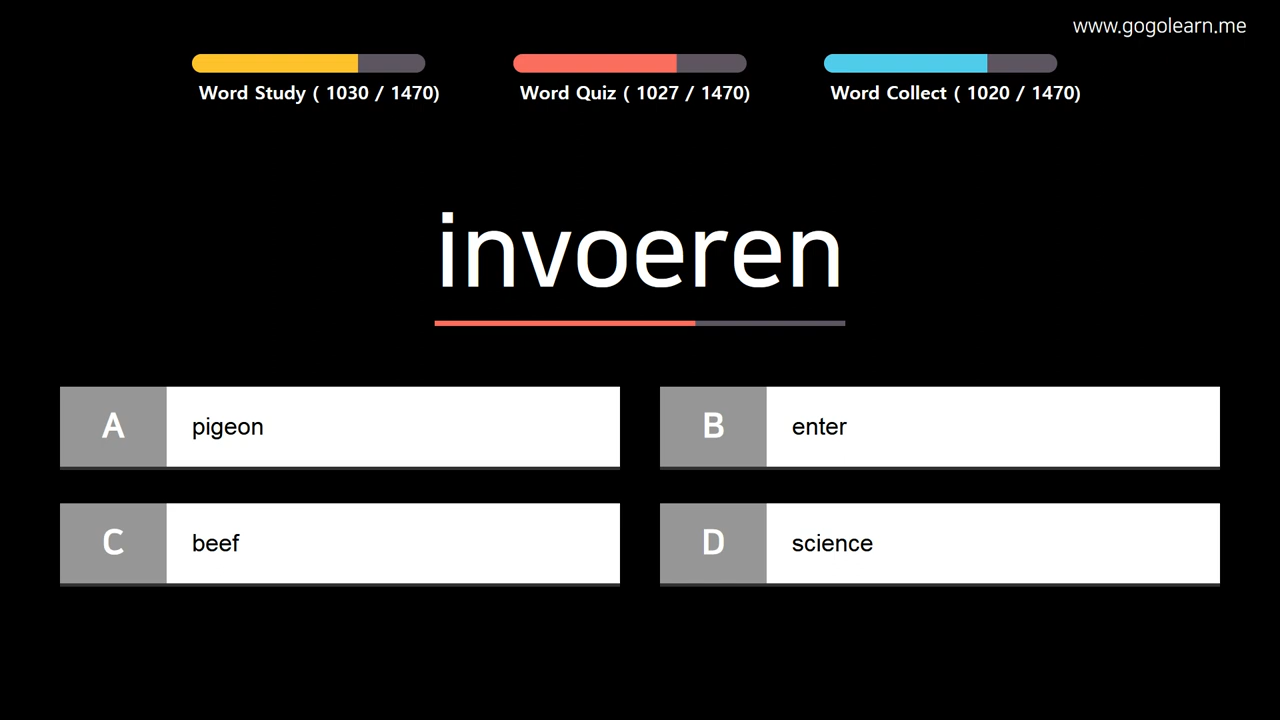 www.gogolearn.me
Word Study ( 1030 / 1470)
Word Quiz ( 1027 / 1470)
Word Collect ( 1020 / 1470)
invoeren
A pigeon
B enter
C beef
D science